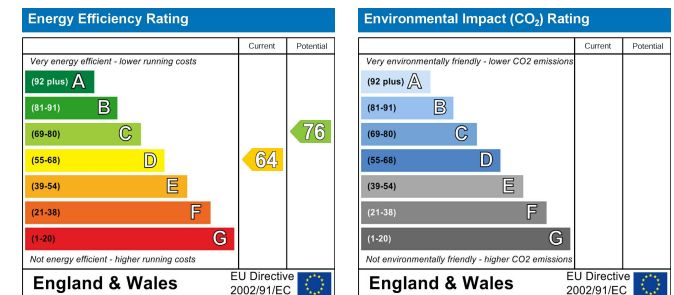 Energy Efficiency Rating
Current Potential
Very energy efficient - lower running costs
(92 plus) A
(81-91) B
(69-80) C
76
(55-68) D
64
(39-54) E
(21-38) F
(1-20) G
Not energy efficient - higher running costs
England & Wales
EU Directive
2002/91/EC
Environmental Impact (CO₂) Rating
Current Potential
Very environmentally friendly - lower CO2 emissions
(92 plus) A
(81-91) B
(69-80) C
(55-68) D
(39-54) E
(21-38) F
(1-20) G
Not environmentally friendly - higher CO2 emissions
England & Wales
EU Directive
2002/91/EC